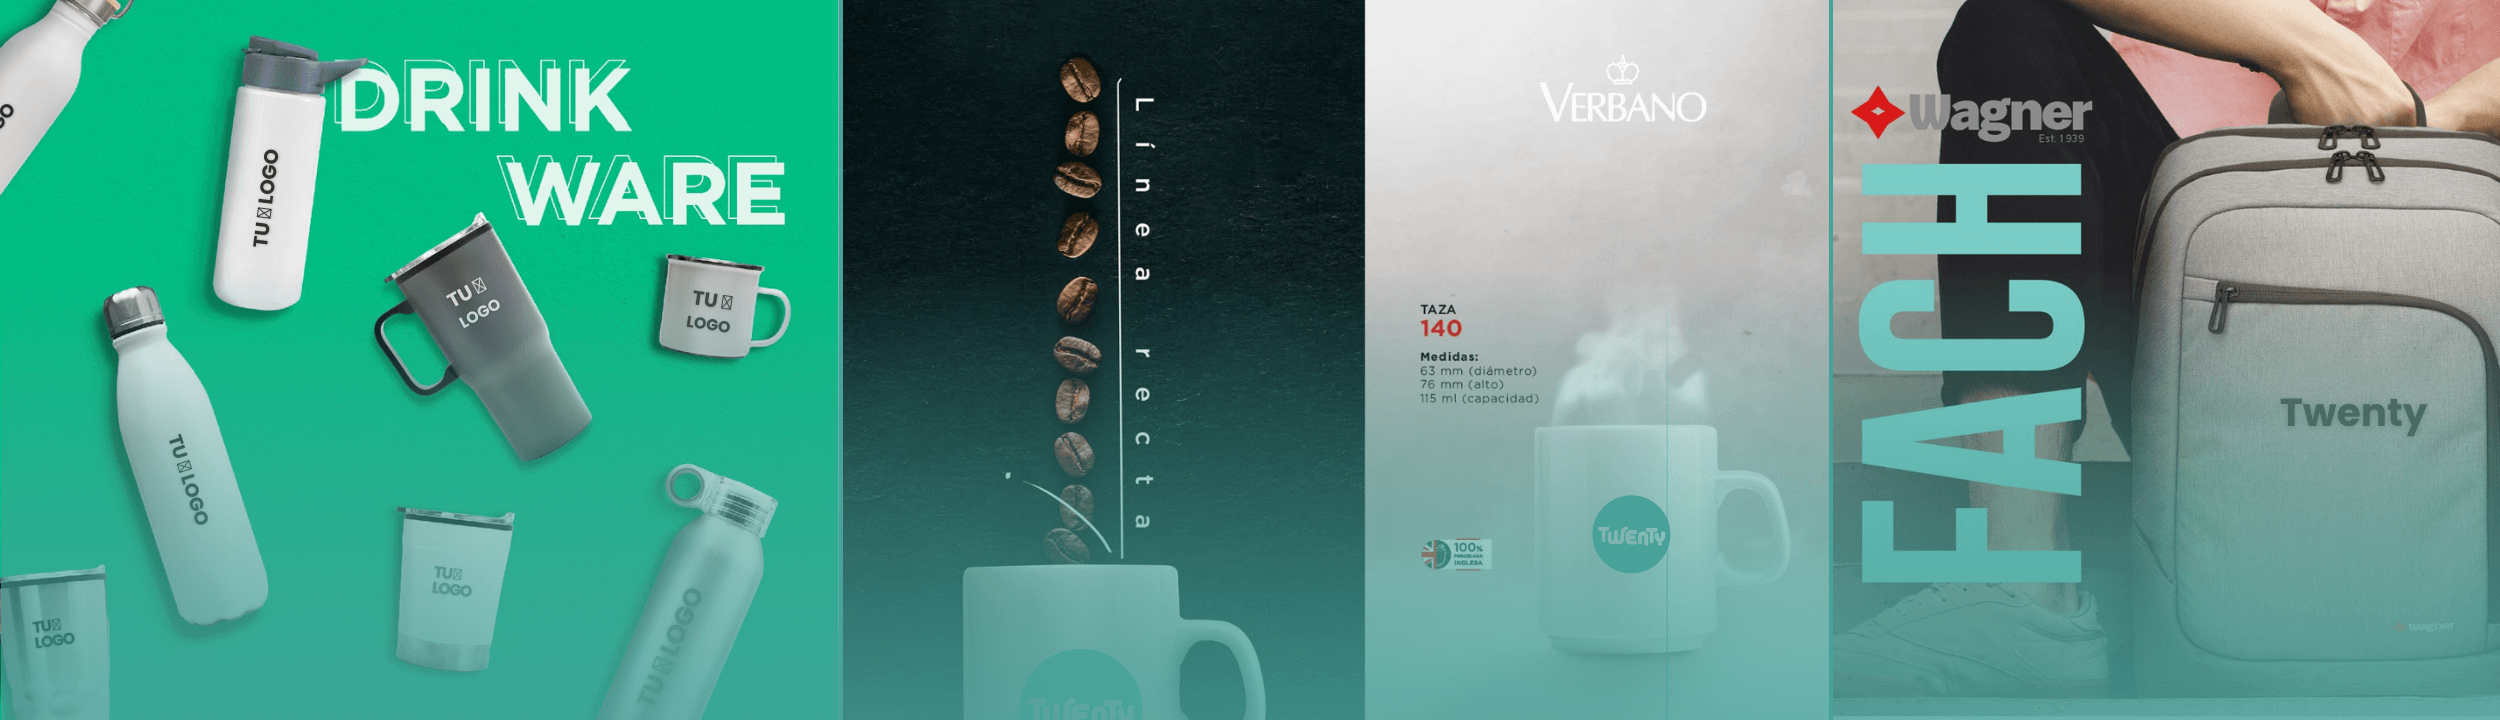 DRINK
WARE
TU LOGO
TU
LOGO
TU
LOGO
TU LOGO
TU
LOGO
TU
LOGO
TU LOGO
Línea recta
TWENTY
VERBANO
TAZA
140
Medidas:
63 mm (diámetro)
76 mm (alto)
115 ml (capacidad)
100%
PORCELANA
INGLESA
TWENTY
Wagner
Est. 1939
FACH
Twenty
Wagner